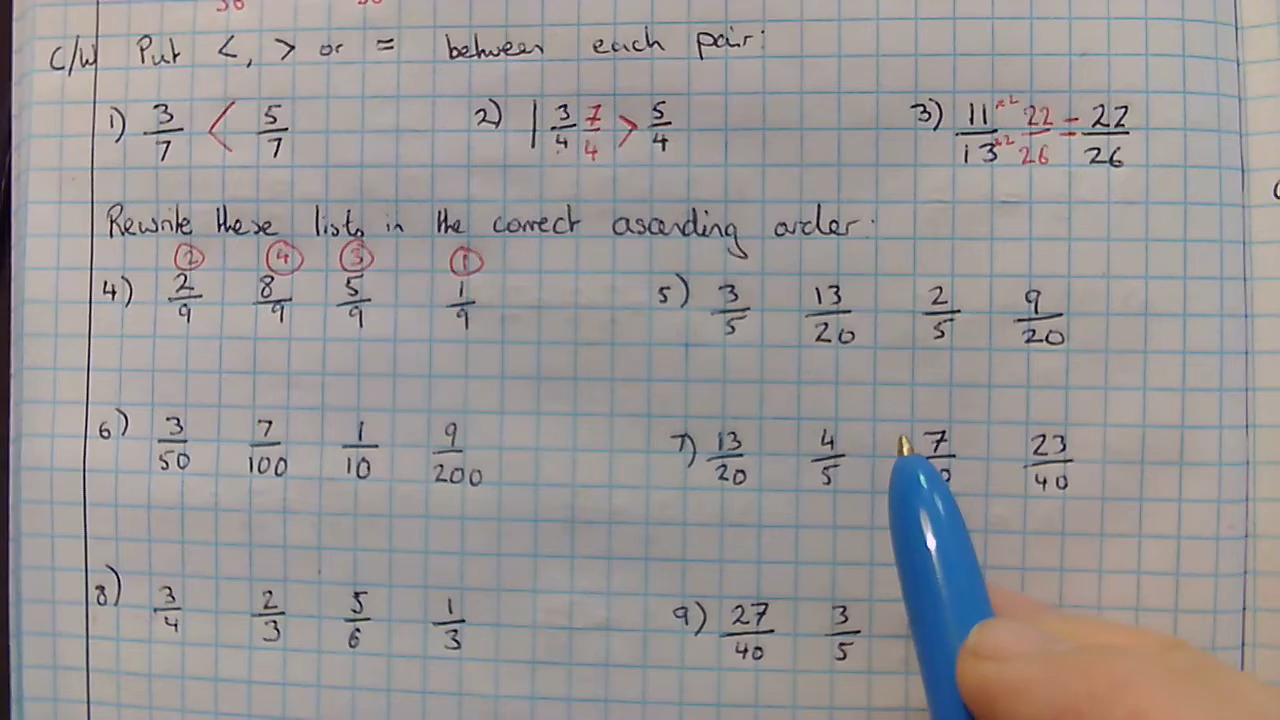 C/W Put <, > or = between each pair:
1) 3/7 < 5/7 2) 1 3/4 7/4 > 5/4 3) 11/13 x2 x2 22/26 = 22/26
Rewrite these lists in the correct ascending order:
② ④ ③ ①
4) 2/9 8/9 5/9 1/9 5) 3/5 13/20 2/5 9/20
6) 3/50 7/100 1/10 9/200 7) 13/20 4/5 23/40
8) 3/4 2/3 5/6 1/3 9) 27/40 3/5